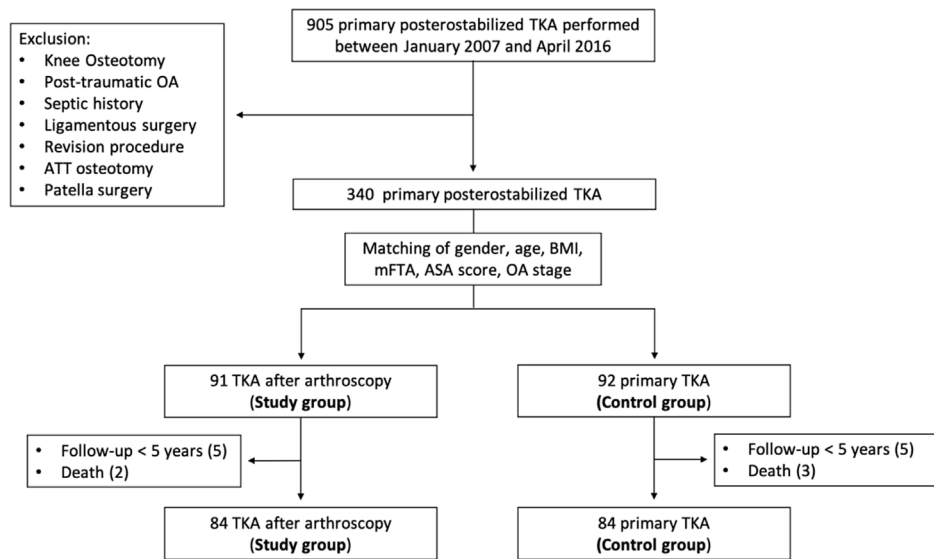 905 primary posterostabilized TKA performed
between January 2007 and April 2016
Exclusion:
• Knee Osteotomy
• Post-traumatic OA
• Septic history
• Ligamentous surgery
• Revision procedure
• ATT osteotomy
• Patella surgery
340 primary posterostabilized TKA
Matching of gender, age, BMI,
mFTA, ASA score, OA stage
91 TKA after arthroscopy
(Study group)
92 primary TKA
(Control group)
• Follow-up < 5 years (5)
• Death (2)
• Follow-up < 5 years (5)
• Death (3)
84 TKA after arthroscopy
(Study group)
84 primary TKA
(Control group)